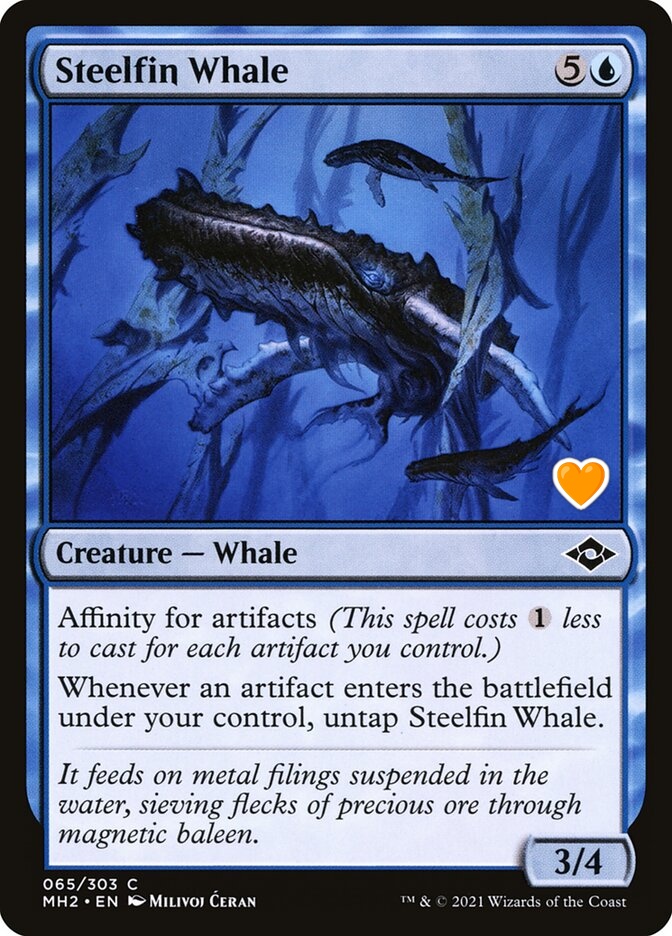 Steelfin Whale 5
Creature — Whale
Affinity for artifacts (This spell costs 1 less
to cast for each artifact you control.)
Whenever an artifact enters the battlefield
under your control, untap Steelfin Whale.
It feeds on metal filings suspended in the
water, sieving flecks of precious ore through
magnetic baleen.
3/4
065/303 C
MH2 • EN Milivoj Ćeran ™ & © 2021 Wizards of the Coast